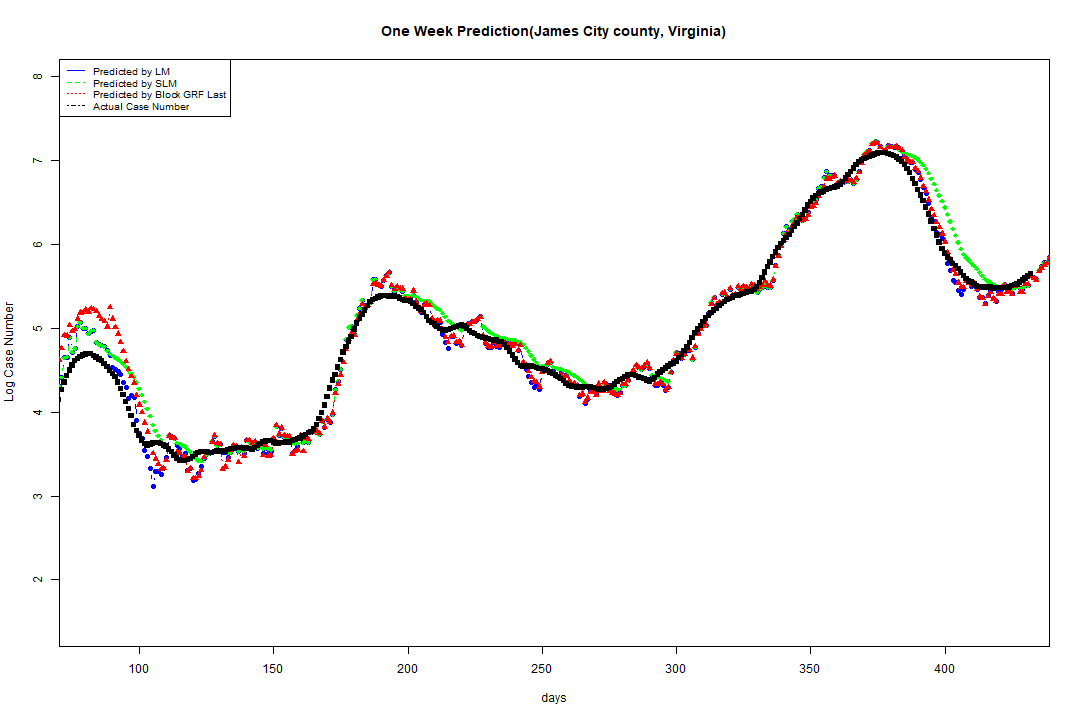 One Week Prediction(James City county, Virginia)
Predicted by LM
Predicted by SLM
Predicted by Block GRF Last
Actual Case Number
8
7
6
5
4
3
2
Log Case Number
100 150 200 250 300 350 400
days